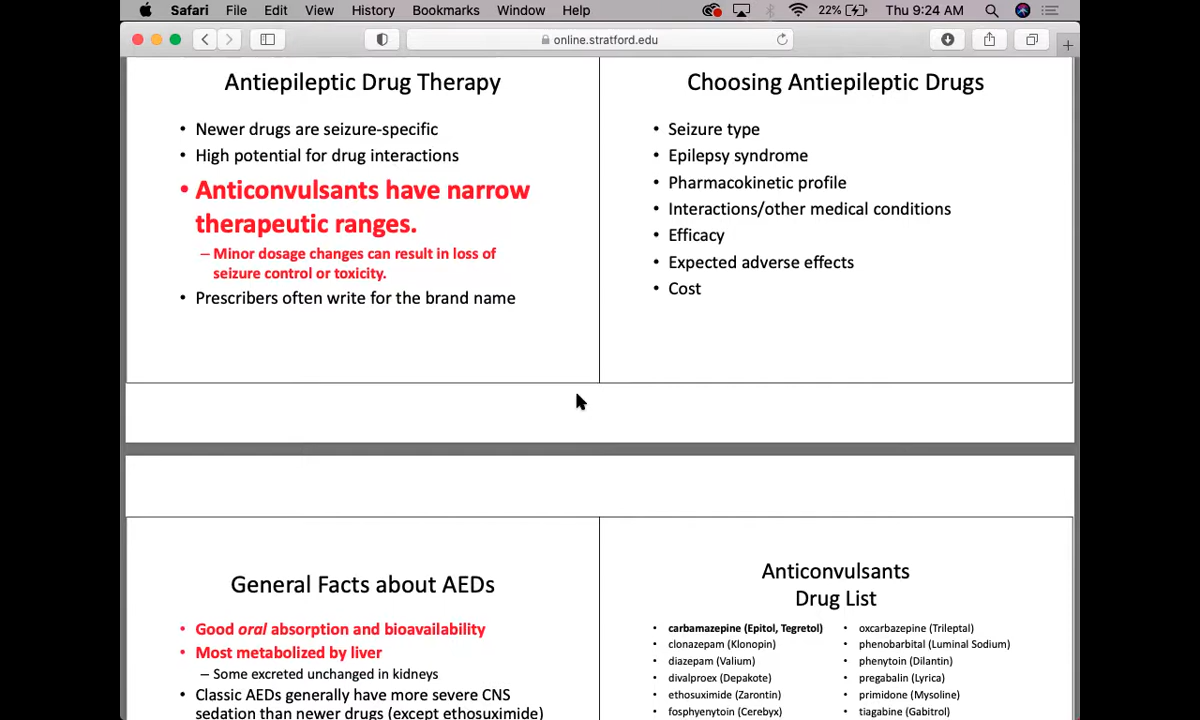 Safari File Edit View History Bookmarks Window Help 22% Thu 9:24 AM
online.stratford.edu
Antiepileptic Drug Therapy
• Newer drugs are seizure-specific
• High potential for drug interactions
• Anticonvulsants have narrow
therapeutic ranges.
– Minor dosage changes can result in loss of
seizure control or toxicity.
• Prescribers often write for the brand name
Choosing Antiepileptic Drugs
• Seizure type
• Epilepsy syndrome
• Pharmacokinetic profile
• Interactions/other medical conditions
• Efficacy
• Expected adverse effects
• Cost
General Facts about AEDs
• Good oral absorption and bioavailability
• Most metabolized by liver
– Some excreted unchanged in kidneys
• Classic AEDs generally have more severe CNS
sedation than newer drugs (except ethosuximide)
Anticonvulsants
Drug List
• carbamazepine (Epitol, Tegretol)
• clonazepam (Klonopin)
• diazepam (Valium)
• divalproex (Depakote)
• ethosuximide (Zarontin)
• fosphyenytoin (Cerebyx)
• oxcarbazepine (Trileptal)
• phenobarbital (Luminal Sodium)
• phenytoin (Dilantin)
• pregabalin (Lyrica)
• primidone (Mysoline)
• tiagabine (Gabitrol)